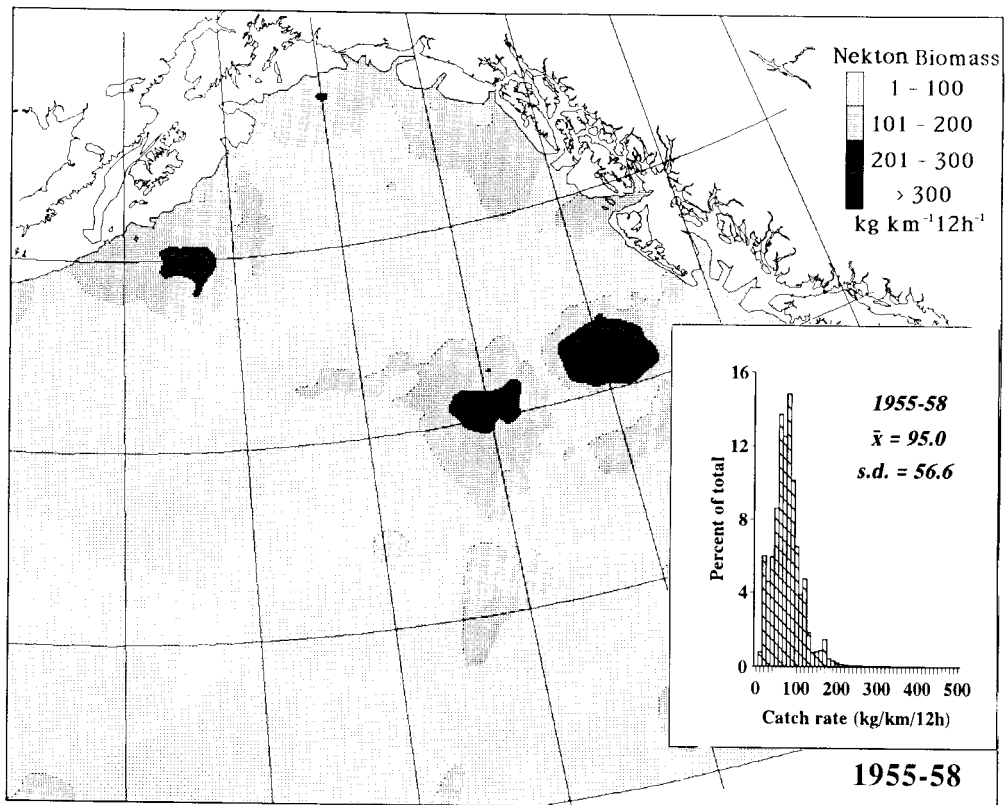 Nekton Biomass
1 - 100
101 - 200
201 - 300
> 300
kg km⁻¹12h⁻¹
16
12
8
4
0
Percent of total
1955-58
x̄ = 95.0
s.d. = 56.6
0 100 200 300 400 500
Catch rate (kg/km/12h)
1955-58